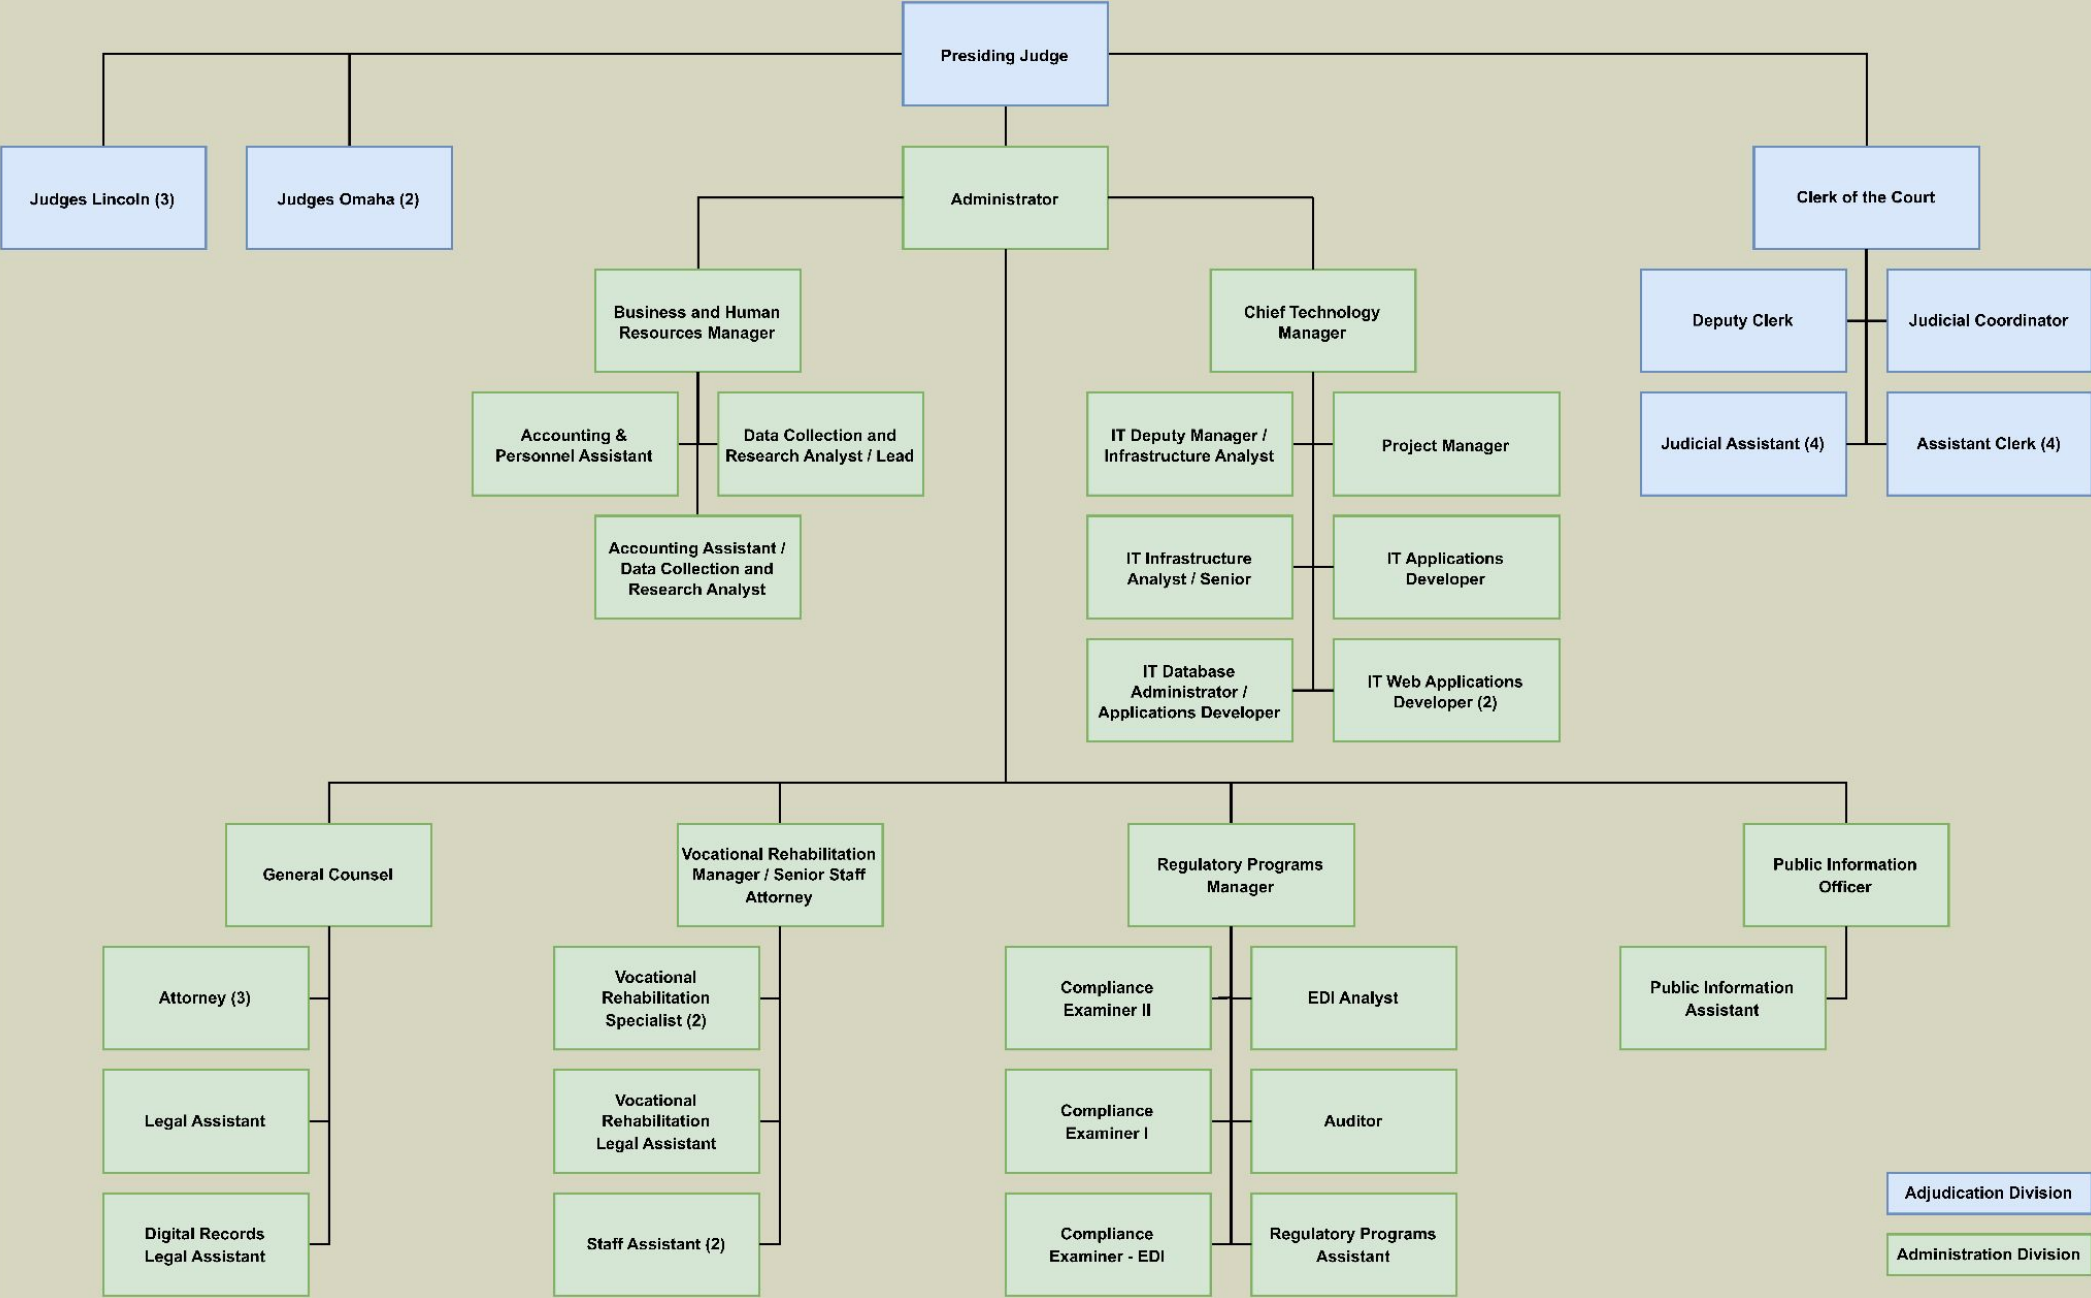 Presiding Judge
Judges Lincoln (3)
Judges Omaha (2)
Administrator
Clerk of the Court
Business and Human
Resources Manager
Chief Technology
Manager
Deputy Clerk
Judicial Coordinator
Accounting &
Personnel Assistant
Data Collection and
Research Analyst / Lead
IT Deputy Manager /
Infrastructure Analyst
Project Manager
Judicial Assistant (4)
Assistant Clerk (4)
Accounting Assistant /
Data Collection and
Research Analyst
IT Infrastructure
Analyst / Senior
IT Applications
Developer
IT Database
Administrator /
Applications Developer
IT Web Applications
Developer (2)
General Counsel
Vocational Rehabilitation
Manager / Senior Staff
Attorney
Regulatory Programs
Manager
Public Information
Officer
Attorney (3)
Vocational
Rehabilitation
Specialist (2)
Compliance
Examiner II
EDI Analyst
Public Information
Assistant
Legal Assistant
Vocational
Rehabilitation
Legal Assistant
Compliance
Examiner I
Auditor
Adjudication Division
Digital Records
Legal Assistant
Staff Assistant (2)
Compliance
Examiner - EDI
Regulatory Programs
Assistant
Administration Division